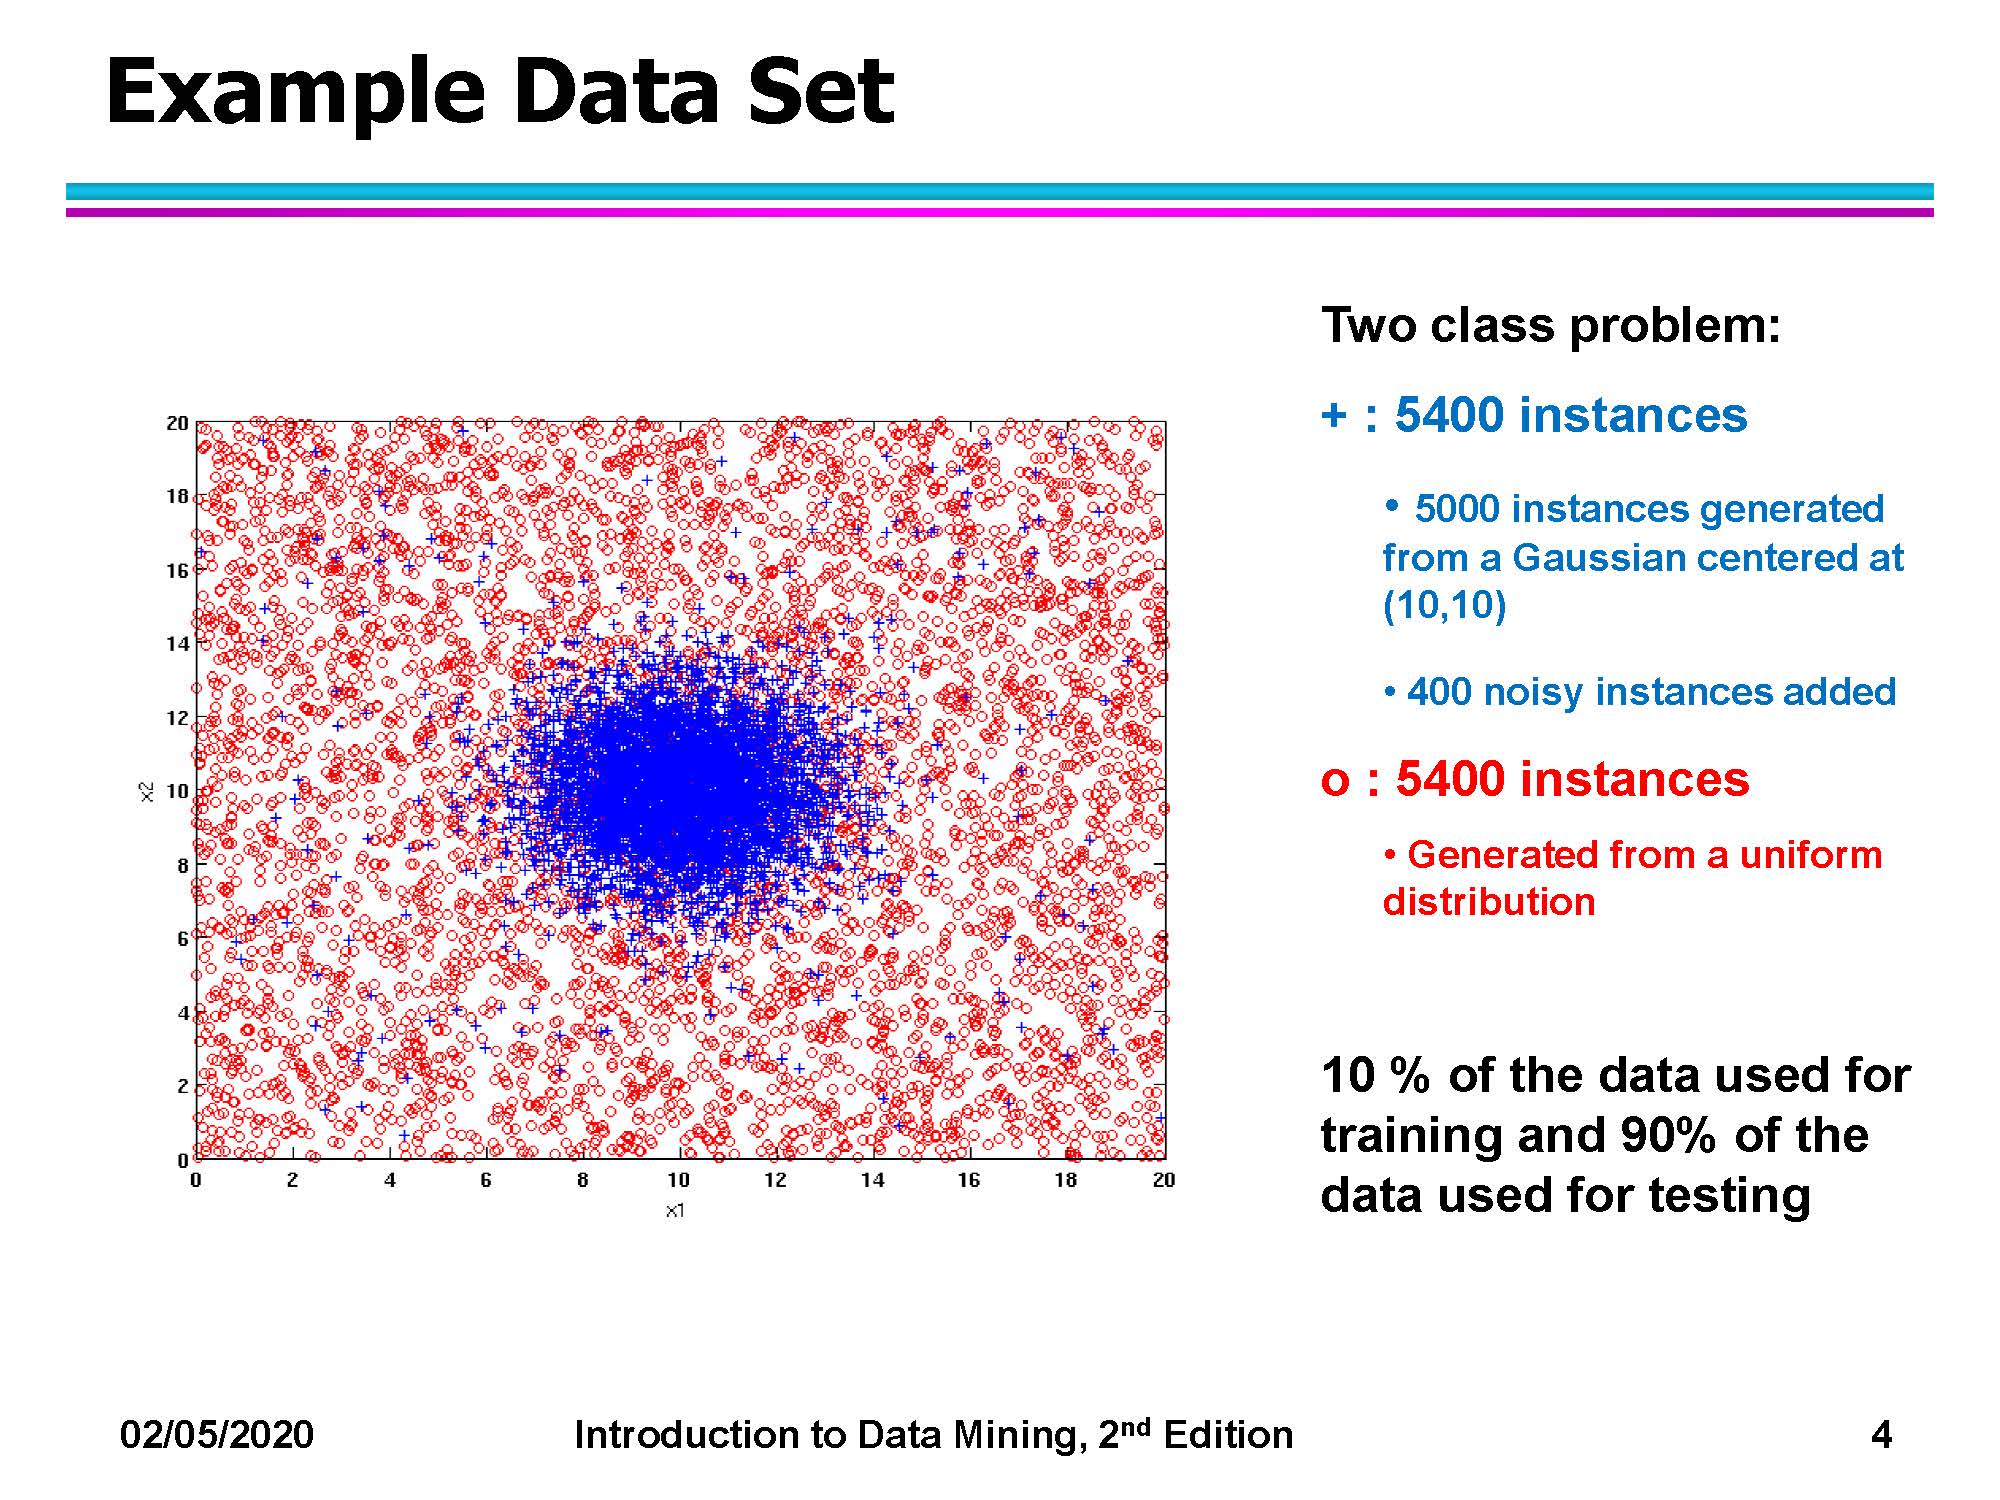 Example Data Set
Two class problem:
+ : 5400 instances
• 5000 instances generated
from a Gaussian centered at
(10,10)
• 400 noisy instances added
o : 5400 instances
• Generated from a uniform
distribution
10 % of the data used for
training and 90% of the
data used for testing
20
18
16
14
12
10
8
6
4
2
0
x2
0 2 4 6 8 10 12 14 16 18 20
x1
02/05/2020 Introduction to Data Mining, 2nd Edition 4